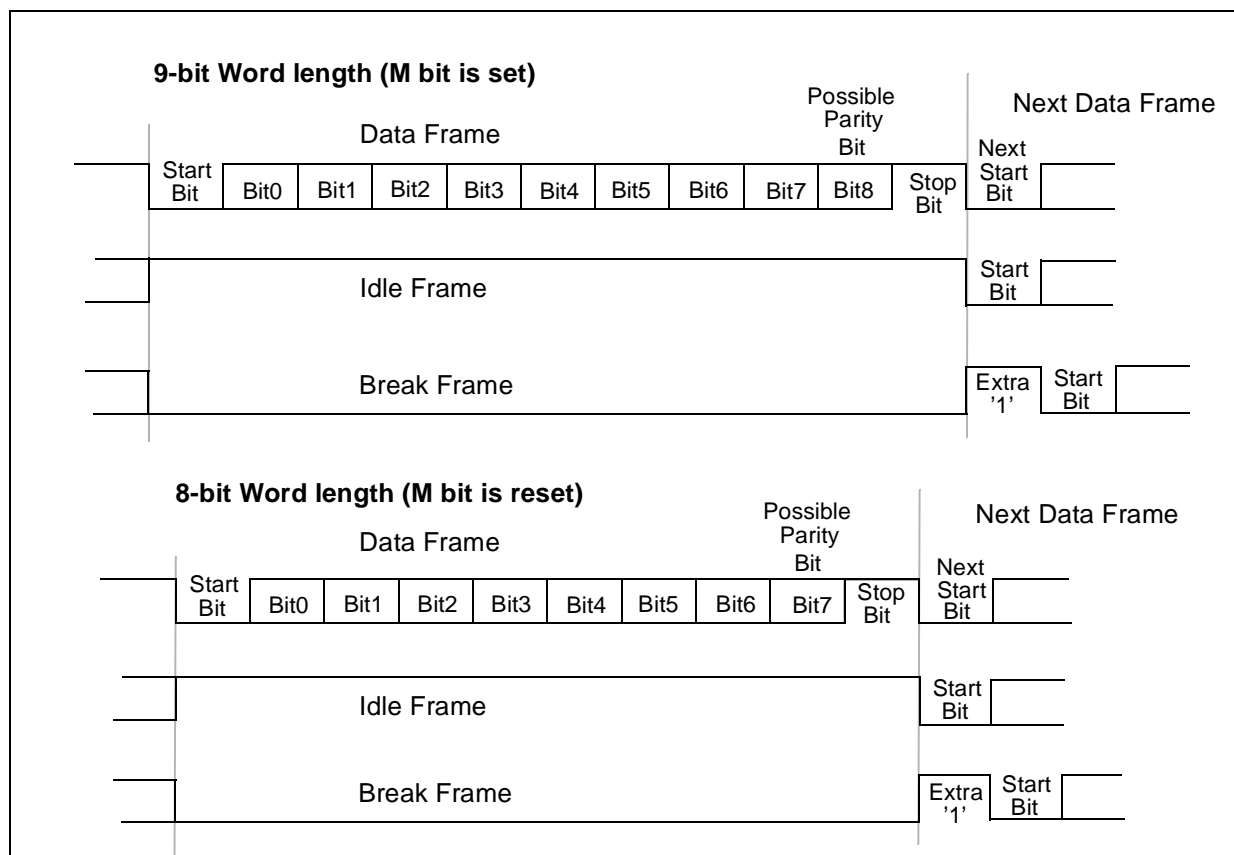 9-bit Word length (M bit is set)
Possible
Parity
Bit
Next Data Frame
Data Frame
Start
Bit
Bit0 Bit1 Bit2 Bit3 Bit4 Bit5 Bit6 Bit7 Bit8
Stop
Bit
Next
Start
Bit
Idle Frame
Start
Bit
Break Frame
Extra
'1'
Start
Bit
8-bit Word length (M bit is reset)
Possible
Parity
Bit
Next Data Frame
Data Frame
Start
Bit
Bit0 Bit1 Bit2 Bit3 Bit4 Bit5 Bit6 Bit7
Stop
Bit
Next
Start
Bit
Idle Frame
Start
Bit
Break Frame
Extra
'1'
Start
Bit